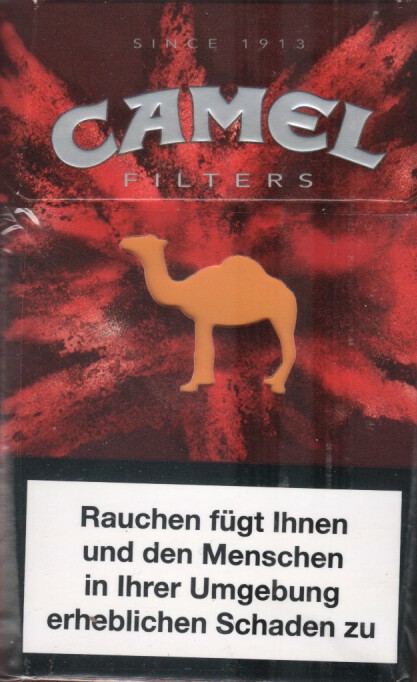 SINCE 1913
CAMEL
FILTERS
Rauchen fügt Ihnen
und den Menschen
in Ihrer Umgebung
erheblichen Schaden zu